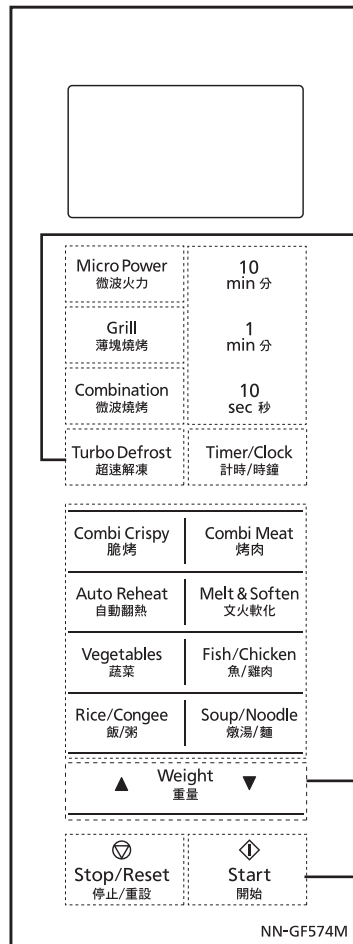 Micro Power
微波火力
10
min 分
Grill
薄塊燒烤
1
min 分
Combination
微波燒烤
10
sec 秒
Turbo Defrost
超速解凍
Timer/Clock
計時/時鐘
Combi Crispy
脆烤
Combi Meat
烤肉
Auto Reheat
自動翻熱
Melt & Soften
文火軟化
Vegetables
蔬菜
Fish/Chicken
魚/雞肉
Rice/Congee
飯/粥
Soup/Noodle
燉湯/麵
▲ Weight ▼
重量
Stop/Reset
停止/重設
Start
開始
NN-GF574M